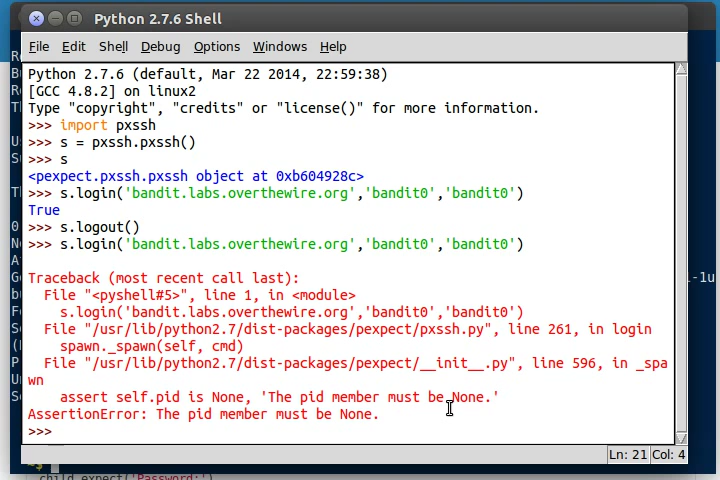 Python 2.7.6 Shell
File Edit Shell Debug Options Windows Help
Python 2.7.6 (default, Mar 22 2014, 22:59:38)
[GCC 4.8.2] on linux2
Type "copyright", "credits" or "license()" for more information.
>>> import pxssh
>>> s = pxssh.pxssh()
>>> s
<pexpect.pxssh.pxssh object at 0xb604928c>
>>> s.login('bandit.labs.overthewire.org','bandit0','bandit0')
True
>>> s.logout()
>>> s.login('bandit.labs.overthewire.org','bandit0','bandit0')
Traceback (most recent call last):
File "<pyshell#5>", line 1, in <module>
s.login('bandit.labs.overthewire.org','bandit0','bandit0')
File "/usr/lib/python2.7/dist-packages/pexpect/pxssh.py", line 261, in login
spawn._spawn(self, cmd)
File "/usr/lib/python2.7/dist-packages/pexpect/__init__.py", line 596, in _spa
wn
assert self.pid is None, 'The pid member must be None.'
AssertionError: The pid member must be None.
>>>
Ln: 21 Col: 4
child.expect('Password:')